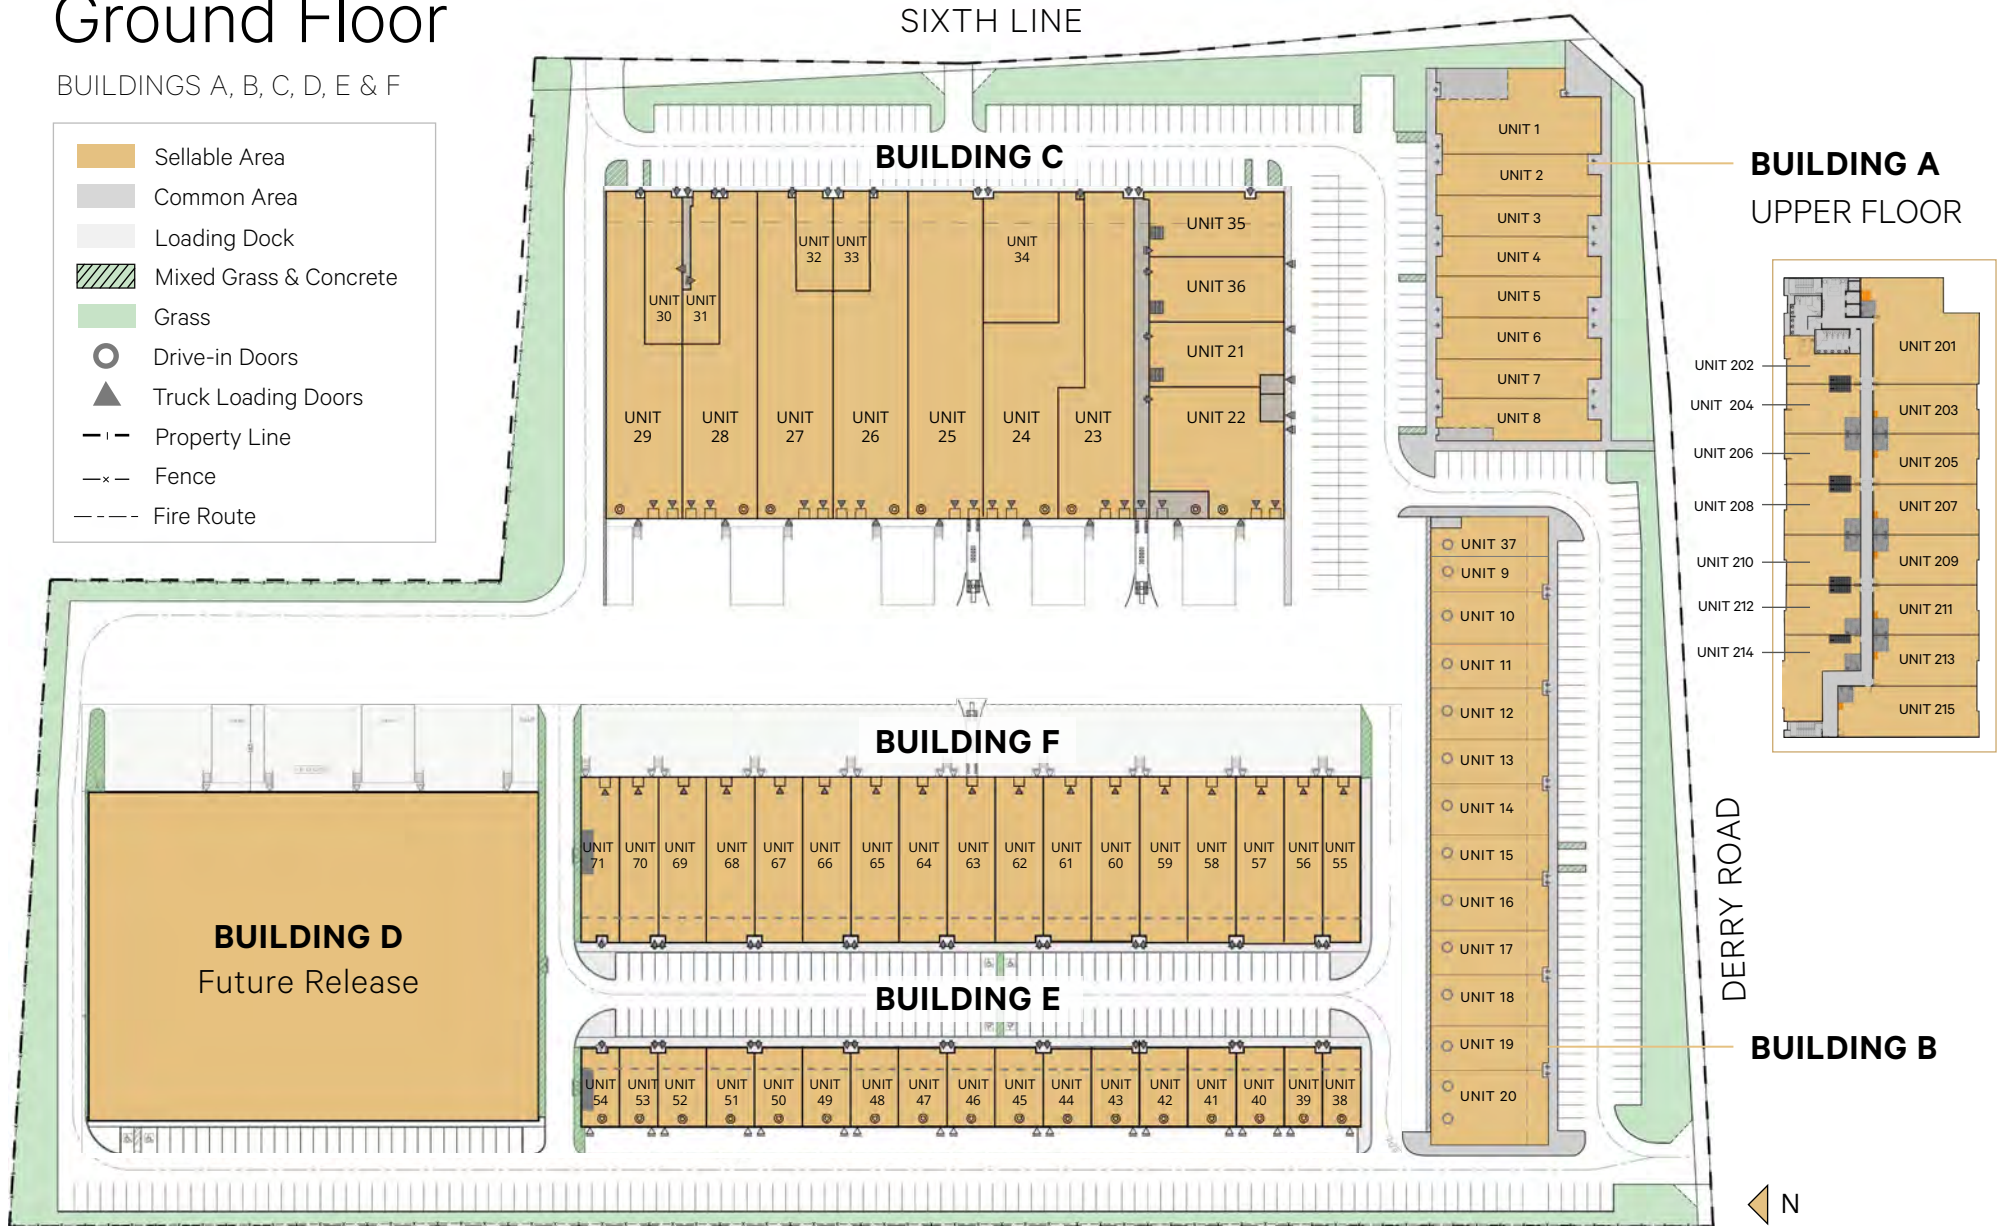 Ground Floor
BUILDINGS A, B, C, D, E & F
Sellable Area
Common Area
Loading Dock
Mixed Grass & Concrete
Grass
Drive-in Doors
Truck Loading Doors
Property Line
Fence
Fire Route
SIXTH LINE
BUILDING C
UNIT 30
UNIT 31
UNIT 32
UNIT 33
UNIT 34
UNIT 35
UNIT 36
UNIT 21
UNIT 22
UNIT 29
UNIT 28
UNIT 27
UNIT 26
UNIT 25
UNIT 24
UNIT 23
UNIT 1
UNIT 2
UNIT 3
UNIT 4
UNIT 5
UNIT 6
UNIT 7
UNIT 8
BUILDING A
UPPER FLOOR
UNIT 201
UNIT 202
UNIT 203
UNIT 204
UNIT 205
UNIT 206
UNIT 207
UNIT 208
UNIT 209
UNIT 210
UNIT 211
UNIT 212
UNIT 213
UNIT 214
UNIT 215
UNIT 37
UNIT 9
UNIT 10
UNIT 11
UNIT 12
UNIT 13
UNIT 14
UNIT 15
UNIT 16
UNIT 17
UNIT 18
UNIT 19
UNIT 20
DERRY ROAD
BUILDING B
BUILDING F
UNIT 71
UNIT 70
UNIT 69
UNIT 68
UNIT 67
UNIT 66
UNIT 65
UNIT 64
UNIT 63
UNIT 62
UNIT 61
UNIT 60
UNIT 59
UNIT 58
UNIT 57
UNIT 56
UNIT 55
BUILDING D
Future Release
BUILDING E
UNIT 54
UNIT 53
UNIT 52
UNIT 51
UNIT 50
UNIT 49
UNIT 48
UNIT 47
UNIT 46
UNIT 45
UNIT 44
UNIT 43
UNIT 42
UNIT 41
UNIT 40
UNIT 39
UNIT 38
N